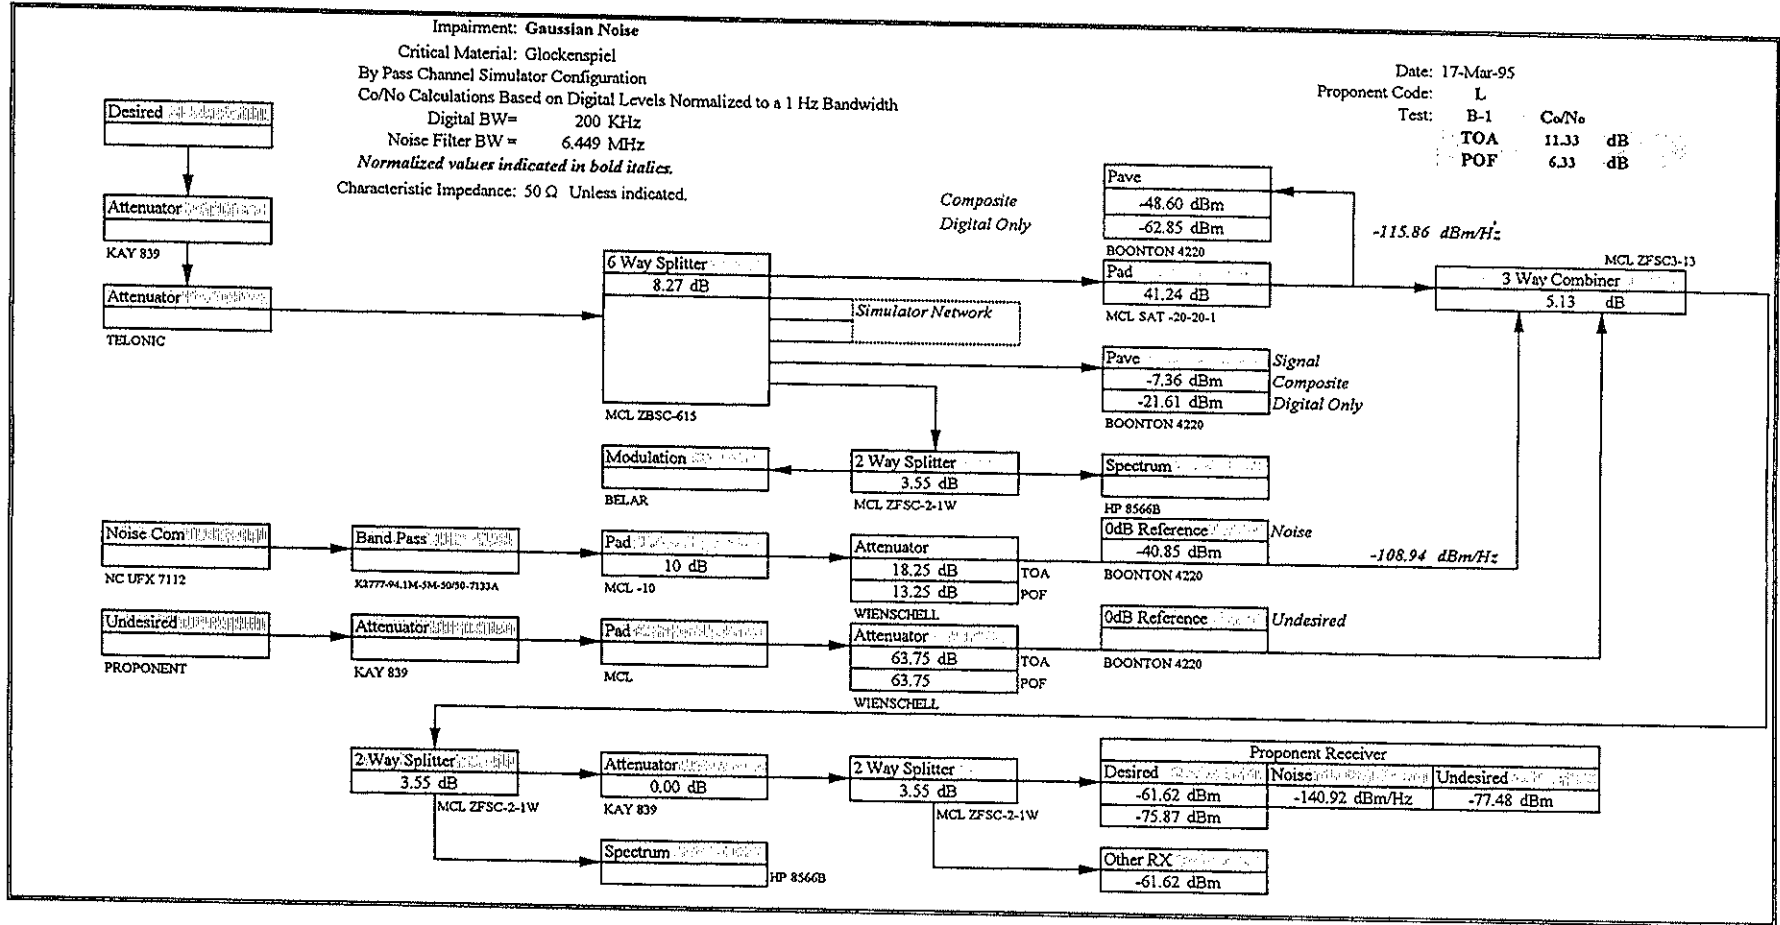 Impairment: Gaussian Noise
Critical Material: Glockenspiel
By Pass Channel Simulator Configuration
Co/No Calculations Based on Digital Levels Normalized to a 1 Hz Bandwidth
Digital BW= 200 KHz
Noise Filter BW = 6.449 MHz
Normalized values indicated in bold italics.
Characteristic Impedance: 50 Ω Unless indicated.
Date: 17-Mar-95
Proponent Code: L
Test: B-1 Co/No
TOA 11.33 dB
POF 6.33 dB
Desired
Attenuator
KAY 839
Attenuator
TELONIC
6 Way Splitter
8.27 dB
MCL ZBSC-615
Simulator Network
Composite
Digital Only
Pave
-48.60 dBm
-62.85 dBm
BOONTON 4220
-115.86 dBm/Hz
Pad
41.24 dB
MCL SAT -20-20-1
MCL ZFSC3-13
3 Way Combiner
5.13 dB
Pave
-7.36 dBm
-21.61 dBm
BOONTON 4220
Signal
Composite
Digital Only
Modulation
BELAR
2 Way Splitter
3.55 dB
MCL ZFSC-2-1W
Spectrum
HP 8566B
Noise Com
NC UFX 7112
Band Pass
K2777-94.1M-5M-50/50-7133A
Pad
10 dB
MCL -10
Attenuator
18.25 dB TOA
13.25 dB POF
WIENSCHELL
0dB Reference
-40.85 dBm
BOONTON 4220
Noise
-108.94 dBm/Hz
Undesired
PROPONENT
Attenuator
KAY 839
Pad
MCL
Attenuator
63.75 dB TOA
63.75 POF
WIENSCHELL
0dB Reference
BOONTON 4220
Undesired
2 Way Splitter
3.55 dB
MCL ZFSC-2-1W
Attenuator
0.00 dB
KAY 839
2 Way Splitter
3.55 dB
MCL ZFSC-2-1W
Proponent Receiver
Desired Noise Undesired
-61.62 dBm -140.92 dBm/Hz -77.48 dBm
-75.87 dBm
Spectrum
HP 8566B
Other RX
-61.62 dBm